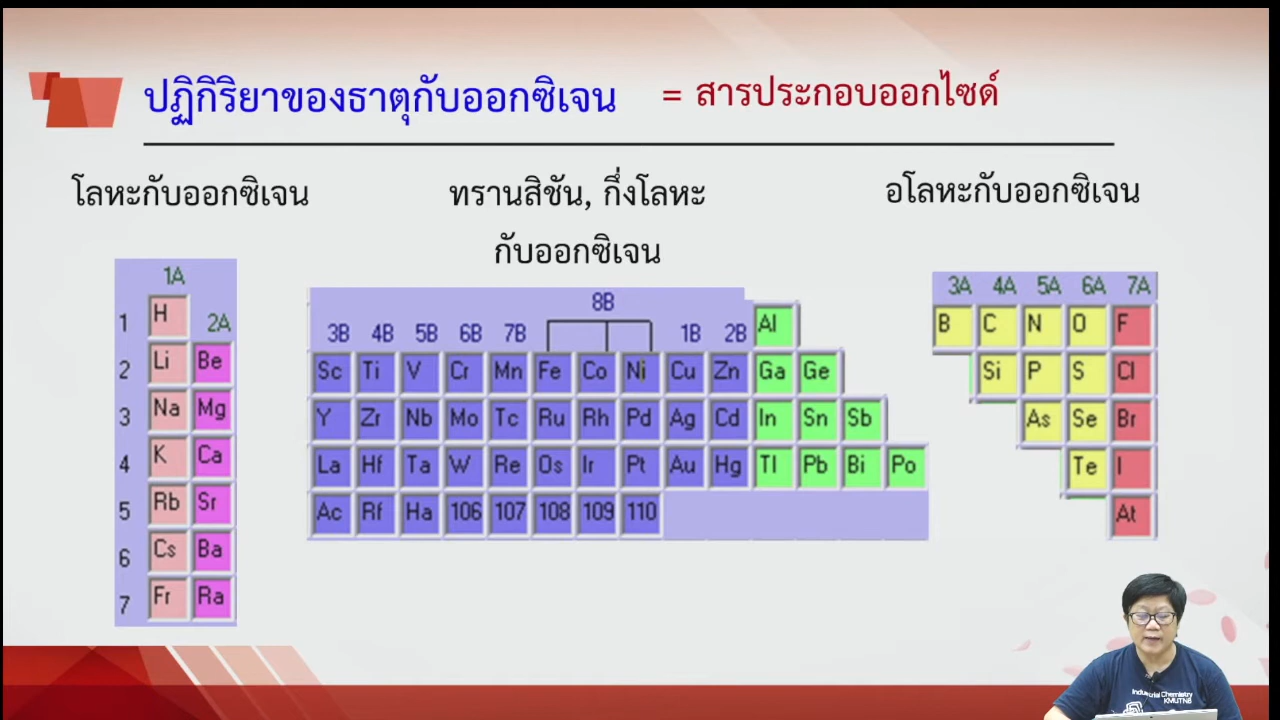 ปฏิกิริยาของธาตุกับออกซิเจน = สารประกอบออกไซด์
โลหะกับออกซิเจน
ทรานสิชัน, กึ่งโลหะ
กับออกซิเจน
อโลหะกับออกซิเจน
1A
1 H 2A
2 Li Be
3 Na Mg
4 K Ca
5 Rb Sr
6 Cs Ba
7 Fr Ra
8B
3B 4B 5B 6B 7B 1B 2B Al
Sc Ti V Cr Mn Fe Co Ni Cu Zn Ga Ge
Y Zr Nb Mo Tc Ru Rh Pd Ag Cd In Sn Sb
La Hf Ta W Re Os Ir Pt Au Hg Tl Pb Bi Po
Ac Rf Ha 106 107 108 109 110
3A 4A 5A 6A 7A
B C N O F
Si P S Cl
As Se Br
Te I
At
Industrial Chemistry
KMUTNB